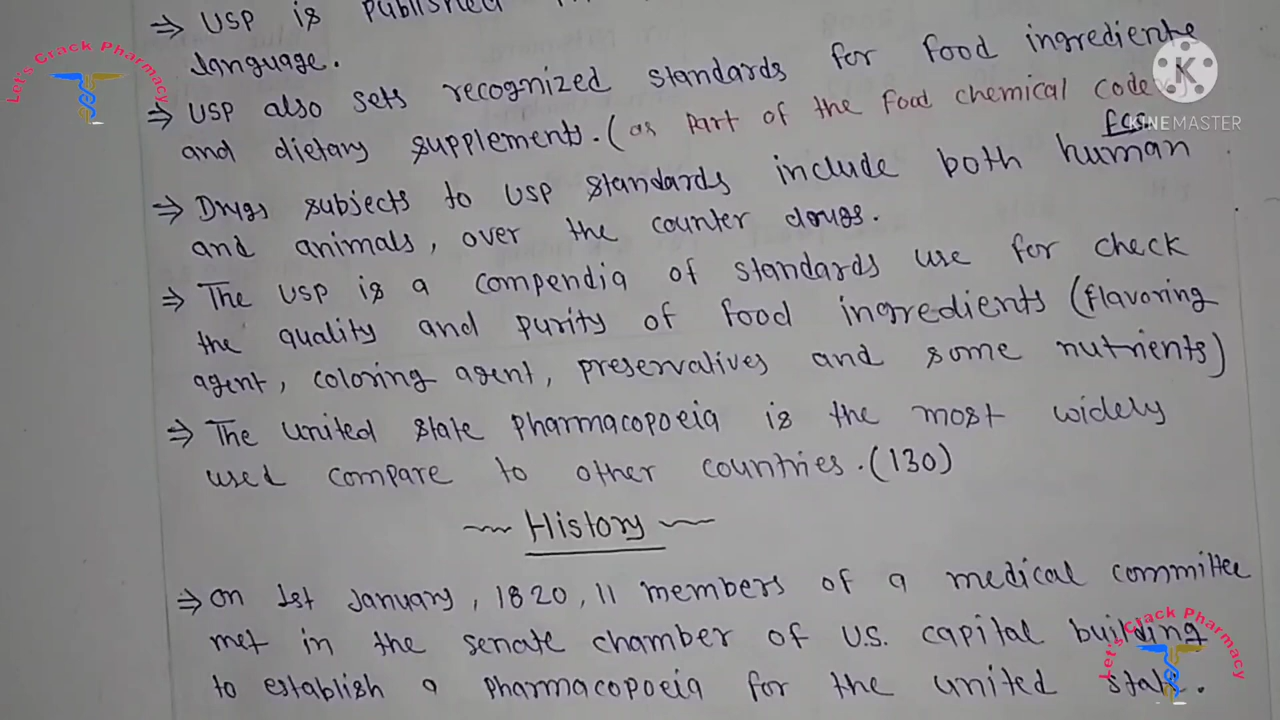 Let's Crack Pharmacy
⇒ USP is published
language.
⇒ USP also sets recognized standards for food ingredients
and dietary supplements. (as part of the food chemical codex)
KINEMASTER
⇒ Drugs subjects to USP standards include both human
and animals, over the counter drugs.
⇒ The USP is a compendia of standards use for check
the quality and purity of food ingredients (flavoring
agent, coloring agent, preservatives and some nutrients)
⇒ The United state pharmacopoeia is the most widely
used compare to other countries. (130)
~~ History ~~
⇒ On 1st January, 1820, 11 members of a medical committee
met in the senate chamber of U.S. capital building
to establish a pharmacopoeia for the united state.
Let's Crack Pharmacy